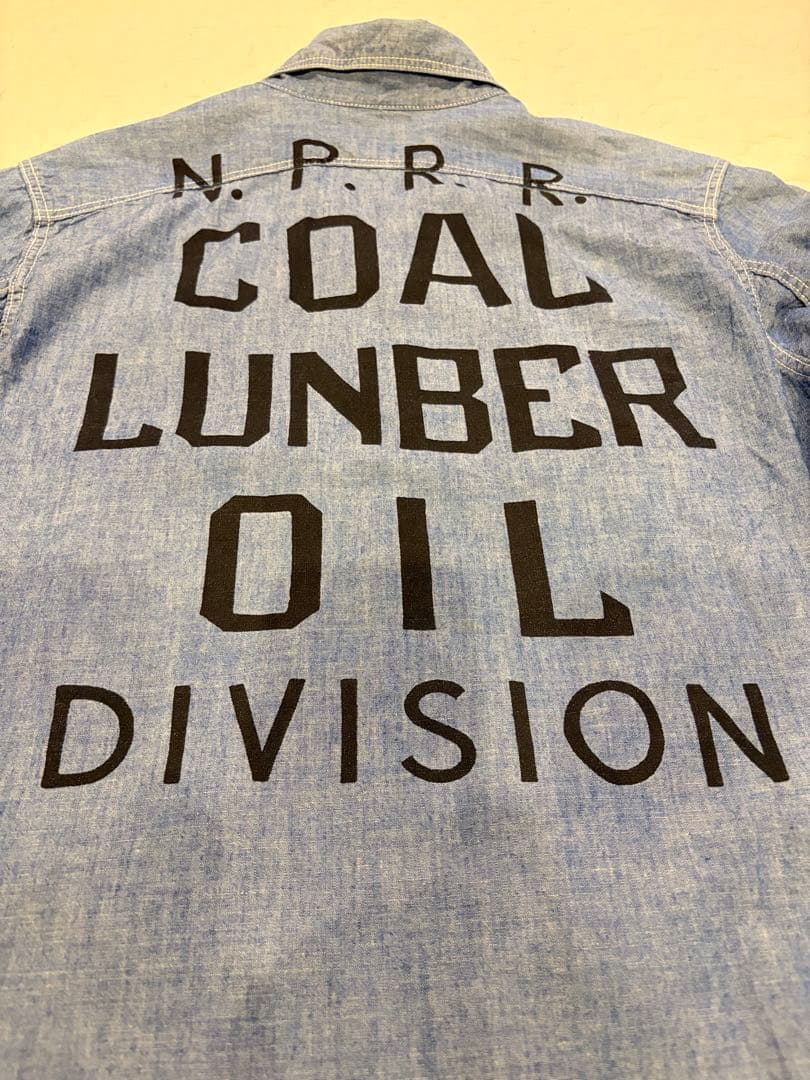 N. P. R. R.
COAL
LUNBER
OIL
DIVISION